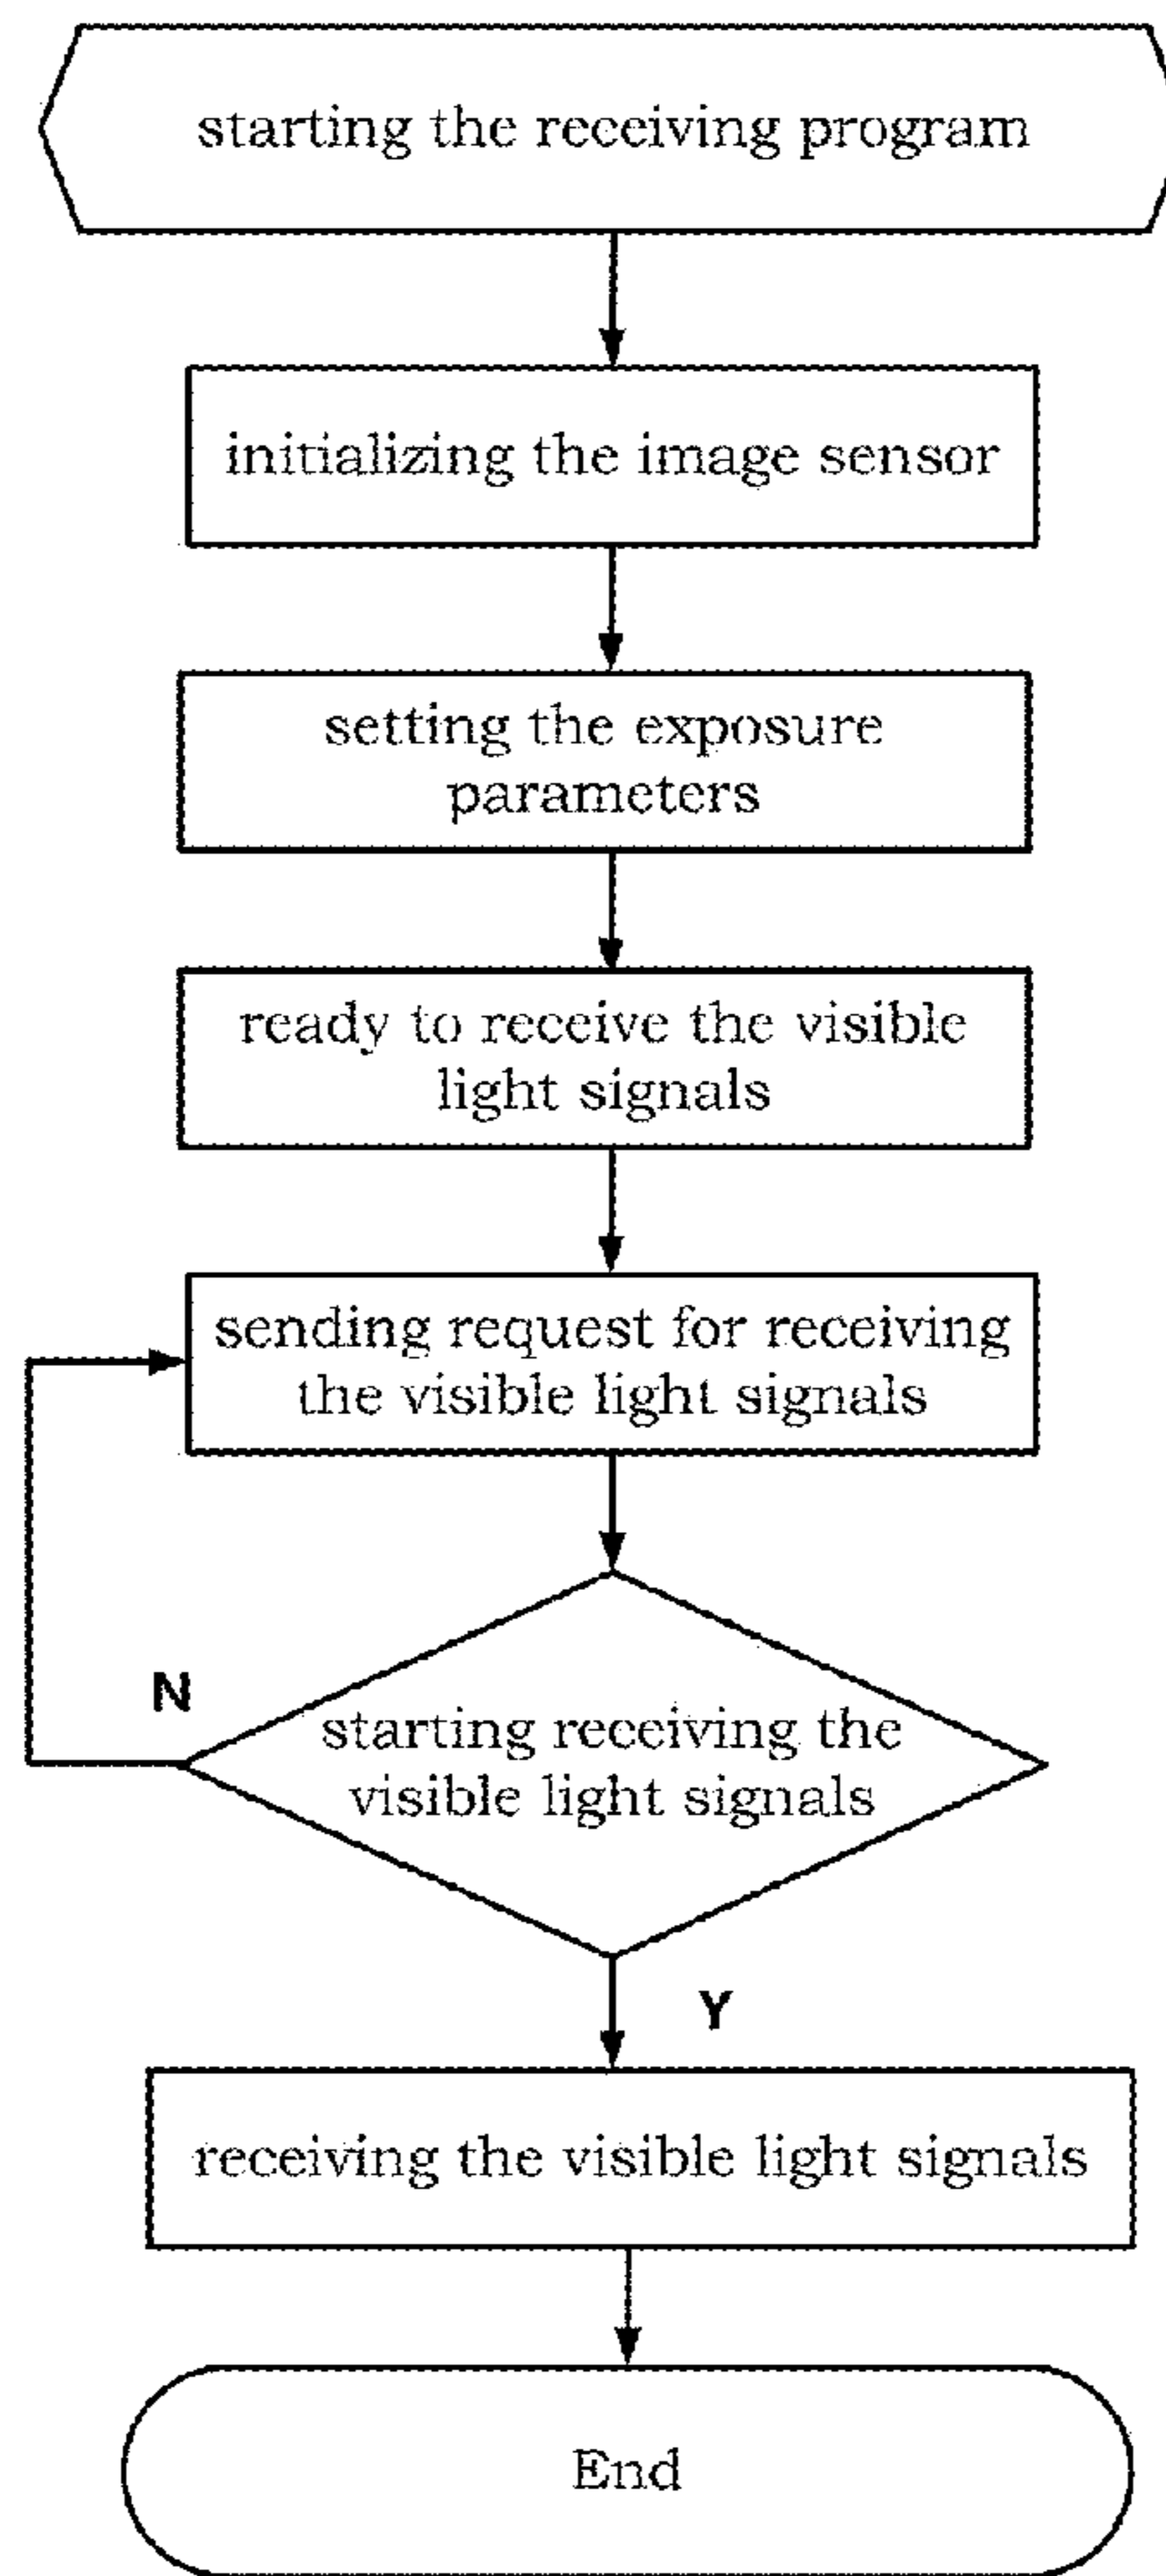 starting the receiving program
initializing the image sensor
setting the exposure
parameters
ready to receive the visible
light signals
sending request for receiving
the visible light signals
N
starting receiving the
visible light signals
Y
receiving the visible light signals
End